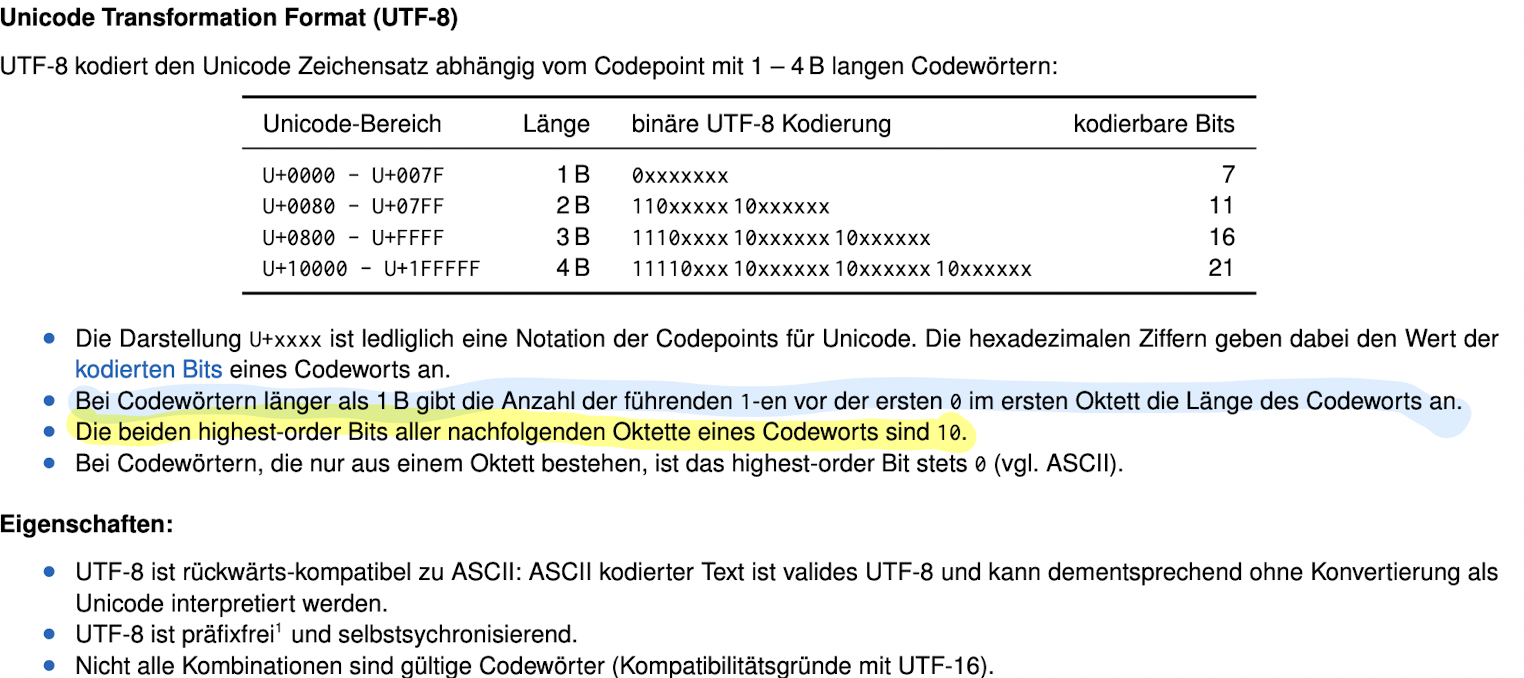 Unicode Transformation Format (UTF-8)
UTF-8 kodiert den Unicode Zeichensatz abhängig vom Codepoint mit 1 – 4 B langen Codewörtern:
Unicode-Bereich Länge binäre UTF-8 Kodierung kodierbare Bits
U+0000 - U+007F 1 B 0xxxxxxx 7
U+0080 - U+07FF 2 B 110xxxxx 10xxxxxx 11
U+0800 - U+FFFF 3 B 1110xxxx 10xxxxxx 10xxxxxx 16
U+10000 - U+1FFFFF 4 B 11110xxx 10xxxxxx 10xxxxxx 10xxxxxx 21
• Die Darstellung U+xxxx ist lediglich eine Notation der Codepoints für Unicode. Die hexadezimalen Ziffern geben dabei den Wert der
kodierten Bits eines Codeworts an.
• Bei Codewörtern länger als 1 B gibt die Anzahl der führenden 1-en vor der ersten 0 im ersten Oktett die Länge des Codeworts an.
• Die beiden highest-order Bits aller nachfolgenden Oktette eines Codeworts sind 10.
• Bei Codewörtern, die nur aus einem Oktett bestehen, ist das highest-order Bit stets 0 (vgl. ASCII).
Eigenschaften:
• UTF-8 ist rückwärts-kompatibel zu ASCII: ASCII kodierter Text ist valides UTF-8 und kann dementsprechend ohne Konvertierung als
Unicode interpretiert werden.
• UTF-8 ist präfixfrei¹ und selbstsychronisierend.
• Nicht alle Kombinationen sind gültige Codewörter (Kompatibilitätsgründe mit UTF-16).